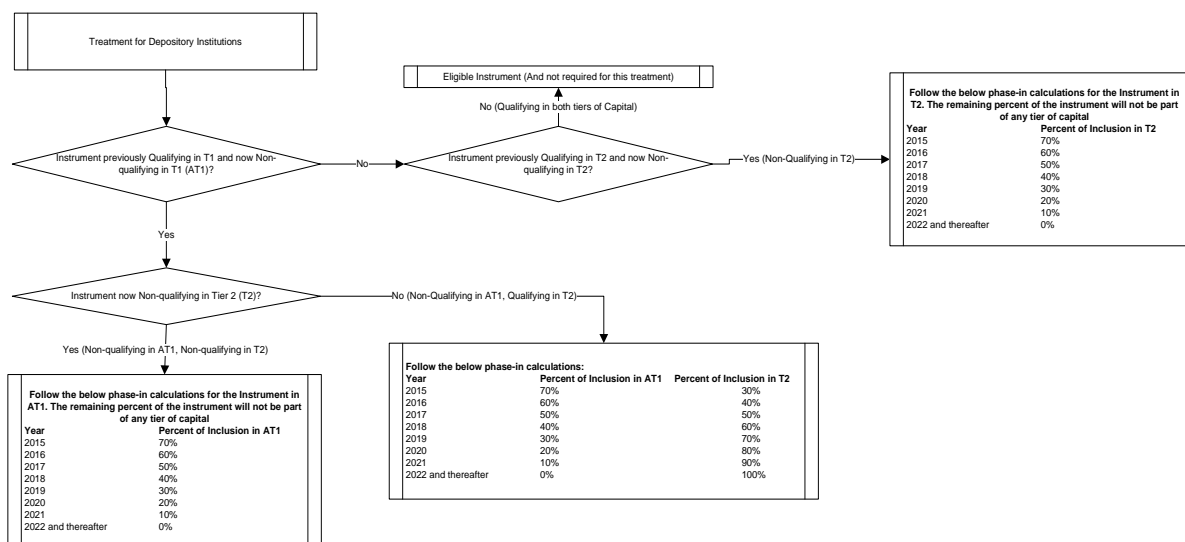 Treatment for Depository Institutions
Eligible Instrument (And not required for this treatment)
No (Qualifying in both tiers of Capital)
Instrument previously Qualifying in T1 and now Non-
qualifying in T1 (AT1)?
No
Instrument previously Qualifying in T2 and now Non-
qualifying in T2?
Yes (Non-Qualifying in T2)
Follow the below phase-in calculations for the Instrument in
T2. The remaining percent of the instrument will not be part
of any tier of capital
Year Percent of Inclusion in T2
2015 70%
2016 60%
2017 50%
2018 40%
2019 30%
2020 20%
2021 10%
2022 and thereafter 0%
Yes
Instrument now Non-qualifying in Tier 2 (T2)?
No (Non-Qualifying in AT1, Qualifying in T2)
Yes (Non-qualifying in AT1, Non-qualifying in T2)
Follow the below phase-in calculations for the Instrument in
AT1. The remaining percent of the instrument will not be part
of any tier of capital
Year Percent of Inclusion in AT1
2015 70%
2016 60%
2017 50%
2018 40%
2019 30%
2020 20%
2021 10%
2022 and thereafter 0%
Follow the below phase-in calculations:
Year Percent of Inclusion in AT1 Percent of Inclusion in T2
2015 70% 30%
2016 60% 40%
2017 50% 50%
2018 40% 60%
2019 30% 70%
2020 20% 80%
2021 10% 90%
2022 and thereafter 0% 100%